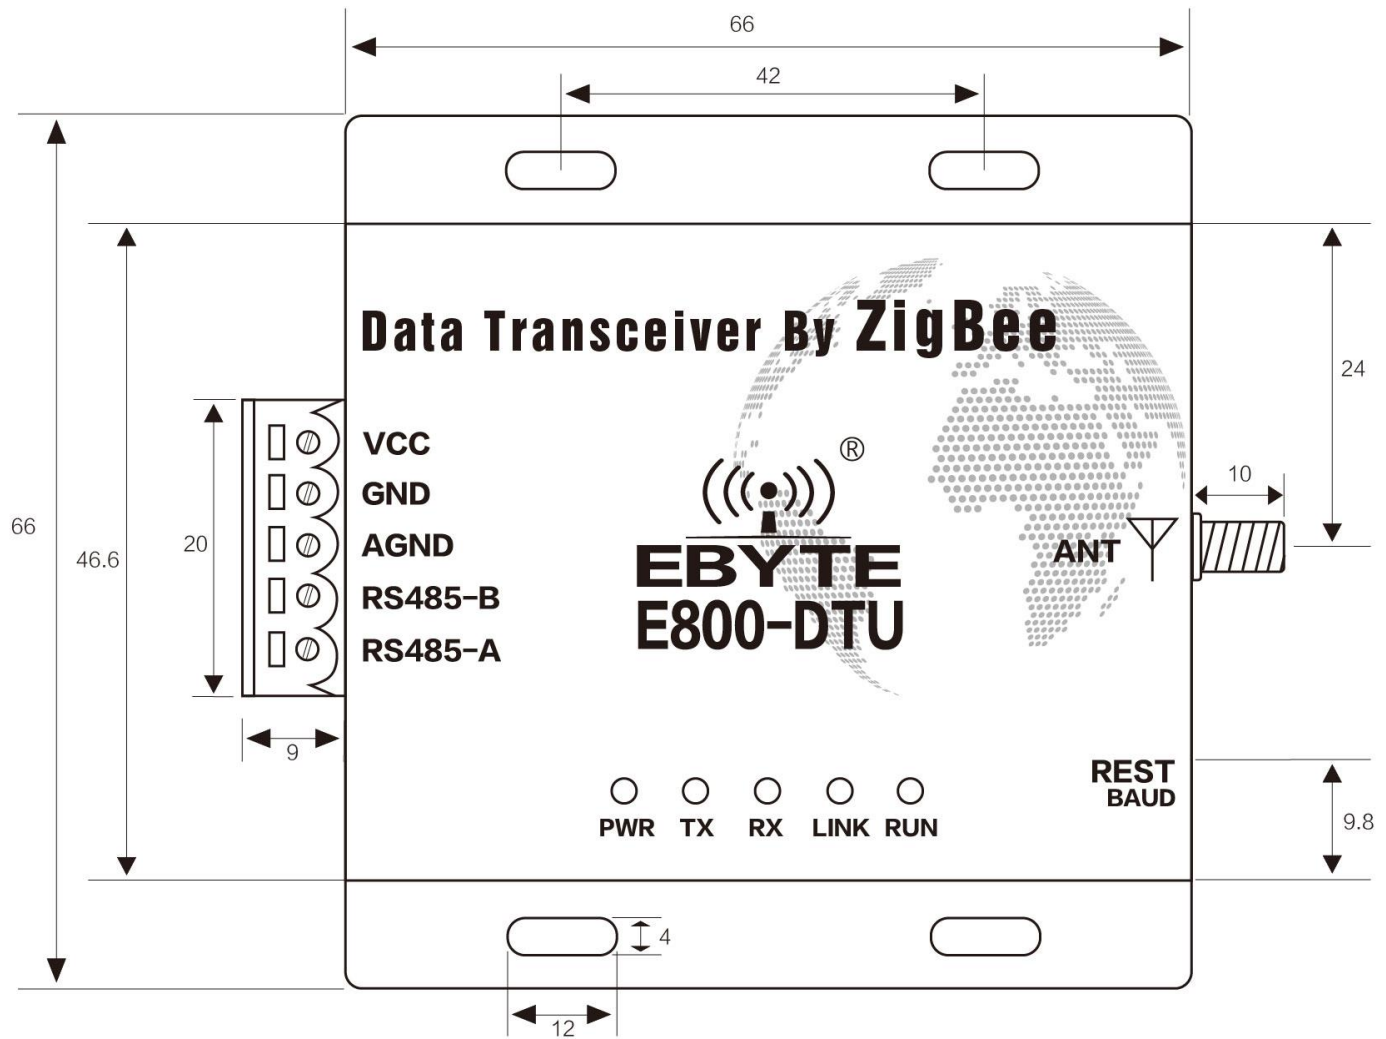 66
42
Data Transceiver By ZigBee
24
VCC
®
GND
10
66
46.6
20
AGND
ANT
EBYTE
RS485-B
E800-DTU
RS485-A
9
REST
BAUD
9.8
PWR TX RX LINK RUN
4
12